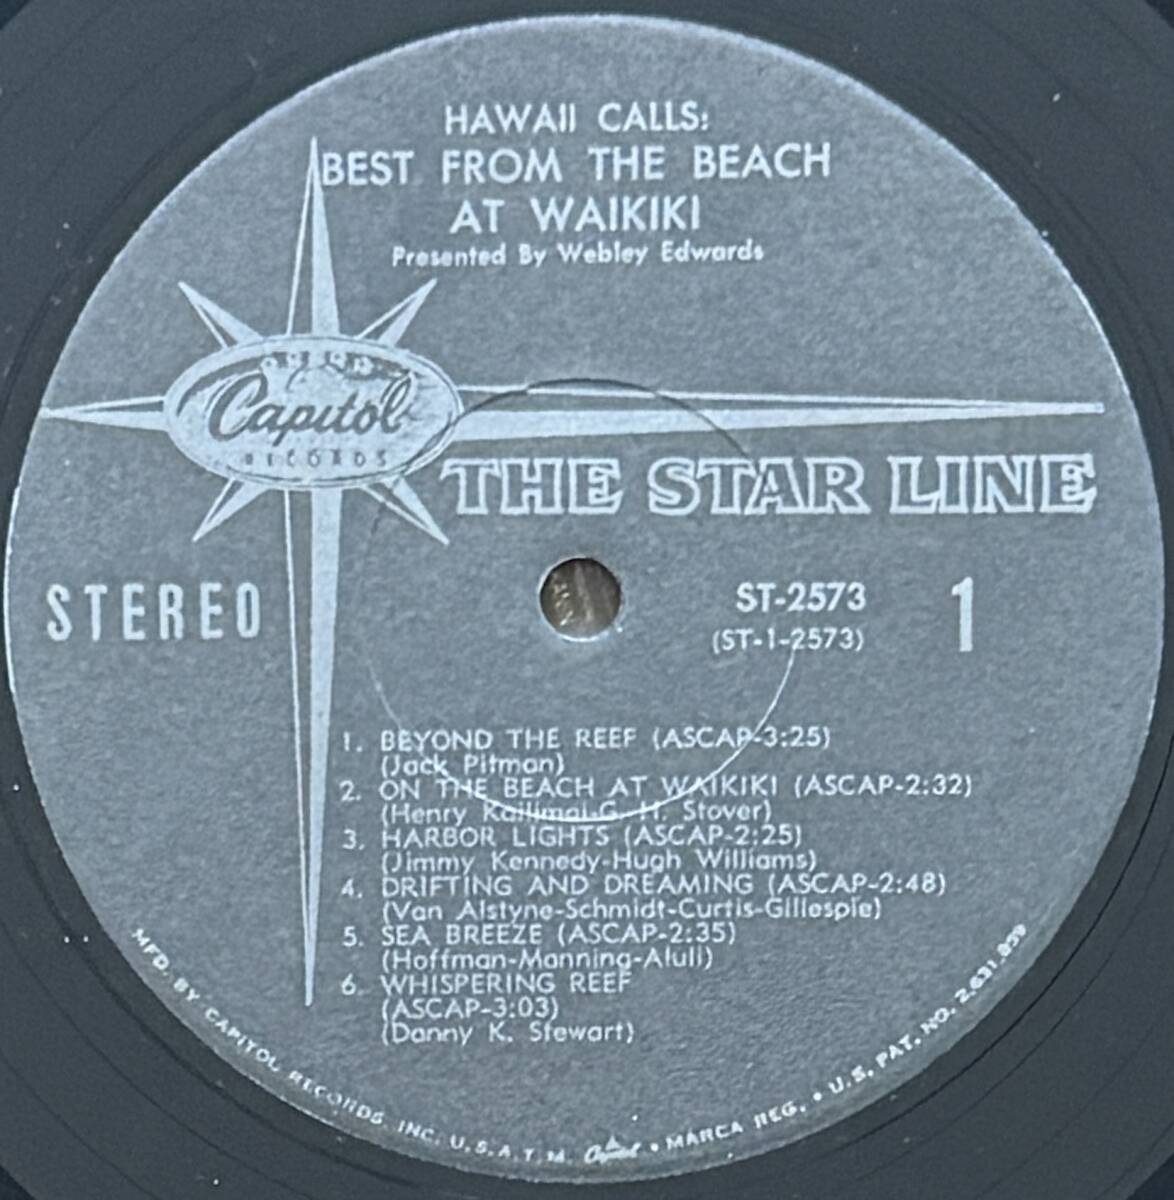 HAWAII CALLS:
BEST FROM THE BEACH
AT WAIKIKI
Presented By Webley Edwards
Capitol
RECORDS
THE STAR LINE
STEREO
ST-2573
(ST-1-2573)
1
1. BEYOND THE REEF (ASCAP-3:25)
(Jack Pitman)
2. ON THE BEACH AT WAIKIKI (ASCAP-2:32)
(Henry Kailimai-G. H. Stover)
3. HARBOR LIGHTS (ASCAP-2:25)
(Jimmy Kennedy-Hugh Williams)
4. DRIFTING AND DREAMING (ASCAP-2:48)
(Van Alstyne-Schmidt-Curtis-Gillespie)
5. SEA BREEZE (ASCAP-2:35)
(Hoffman-Manning-Aluli)
6. WHISPERING REEF
(ASCAP-3:03)
(Danny K. Stewart)
MFD. BY CAPITOL RECORDS INC. U.S.A. T.M. Capitol • MARCA REG. • U.S. PAT. NO. 2,631,859